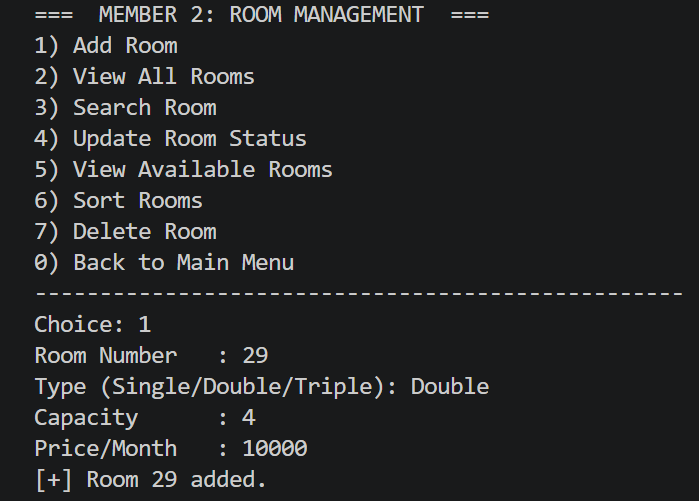 ===  MEMBER 2: ROOM MANAGEMENT  ===
1) Add Room
2) View All Rooms
3) Search Room
4) Update Room Status
5) View Available Rooms
6) Sort Rooms
7) Delete Room
0) Back to Main Menu
--------------------------------------------------
Choice: 1
Room Number   : 29
Type (Single/Double/Triple): Double
Capacity      : 4
Price/Month   : 10000
[+] Room 29 added.